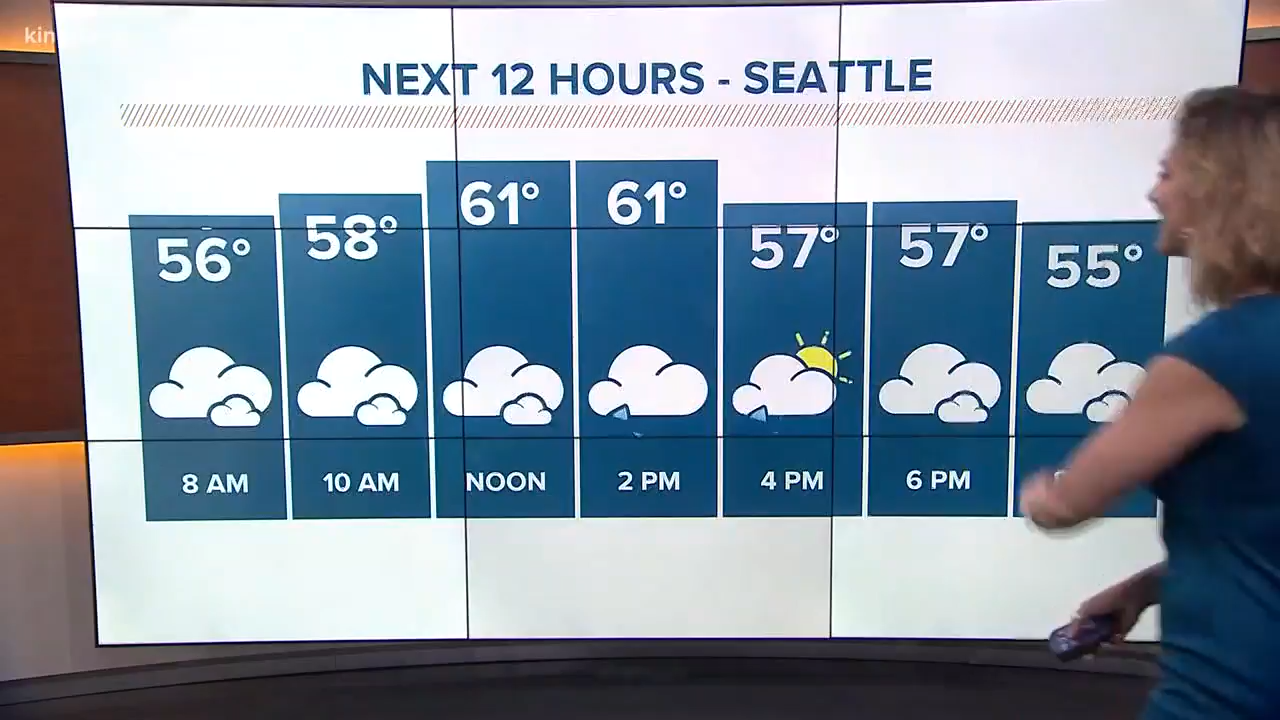 NEXT 12 HOURS - SEATTLE
56° 58° 61° 61° 57° 57° 55°
8 AM 10 AM NOON 2 PM 4 PM 6 PM